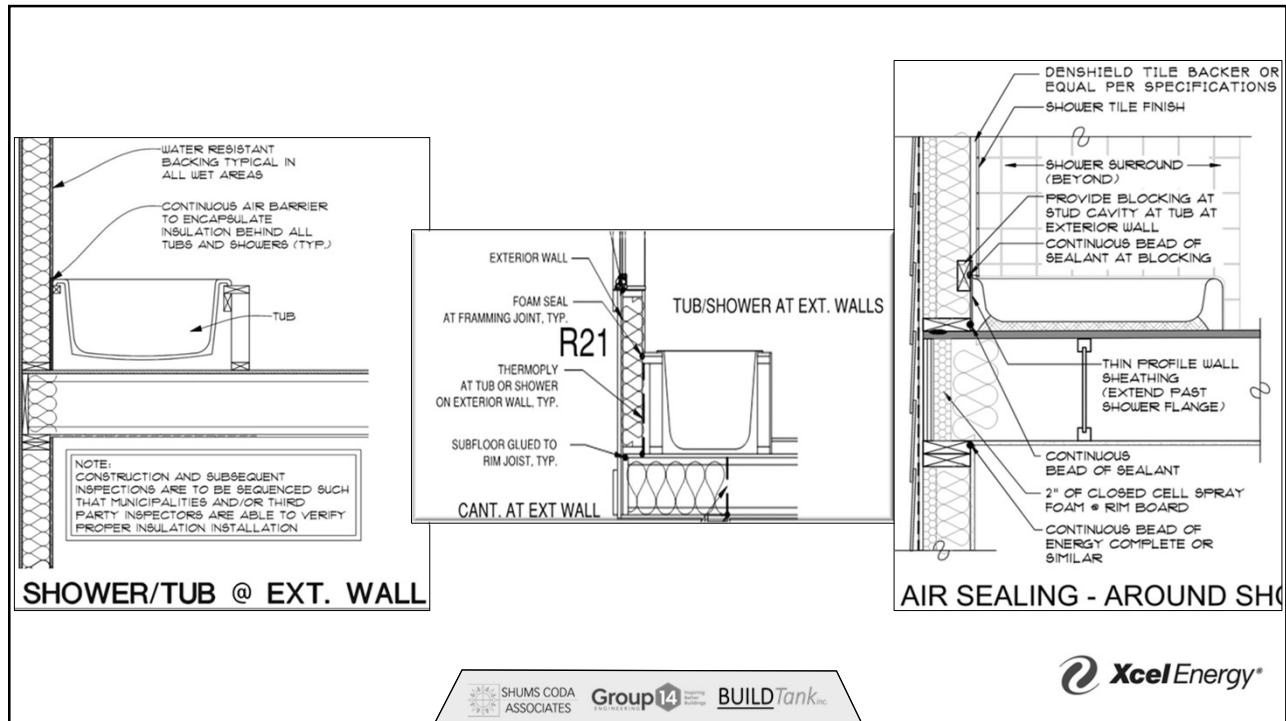 WATER RESISTANT
BACKING TYPICAL IN
ALL WET AREAS
CONTINUOUS AIR BARRIER
TO ENCAPSULATE
INSULATION BEHIND ALL
TUBS AND SHOWERS (TYP.)
TUB
NOTE:
CONSTRUCTION AND SUBSEQUENT
INSPECTIONS ARE TO BE SEQUENCED SUCH
THAT MUNICIPALITIES AND/OR THIRD
PARTY INSPECTORS ARE ABLE TO VERIFY
PROPER INSULATION INSTALLATION
SHOWER/TUB @ EXT. WALL
EXTERIOR WALL
FOAM SEAL
AT FRAMMING JOINT, TYP.
R21
THERMOPLY
AT TUB OR SHOWER
ON EXTERIOR WALL, TYP.
SUBFLOOR GLUED TO
RIM JOIST, TYP.
TUB/SHOWER AT EXT. WALLS
CANT. AT EXT WALL
DENSHIELD TILE BACKER OR
EQUAL PER SPECIFICATIONS
SHOWER TILE FINISH
SHOWER SURROUND
(BEYOND)
PROVIDE BLOCKING AT
STUD CAVITY AT TUB AT
EXTERIOR WALL
CONTINUOUS BEAD OF
SEALANT AT BLOCKING
THIN PROFILE WALL
SHEATHING
(EXTEND PAST
SHOWER FLANGE)
CONTINUOUS
BEAD OF SEALANT
2" OF CLOSED CELL SPRAY
FOAM @ RIM BOARD
CONTINUOUS BEAD OF
ENERGY COMPLETE OR
SIMILAR
AIR SEALING - AROUND SHO
SHUMS CODA
ASSOCIATES
Group14
ENGINEERING
Inspiring
Better
Buildings
BUILDTank inc.
Xcel Energy®